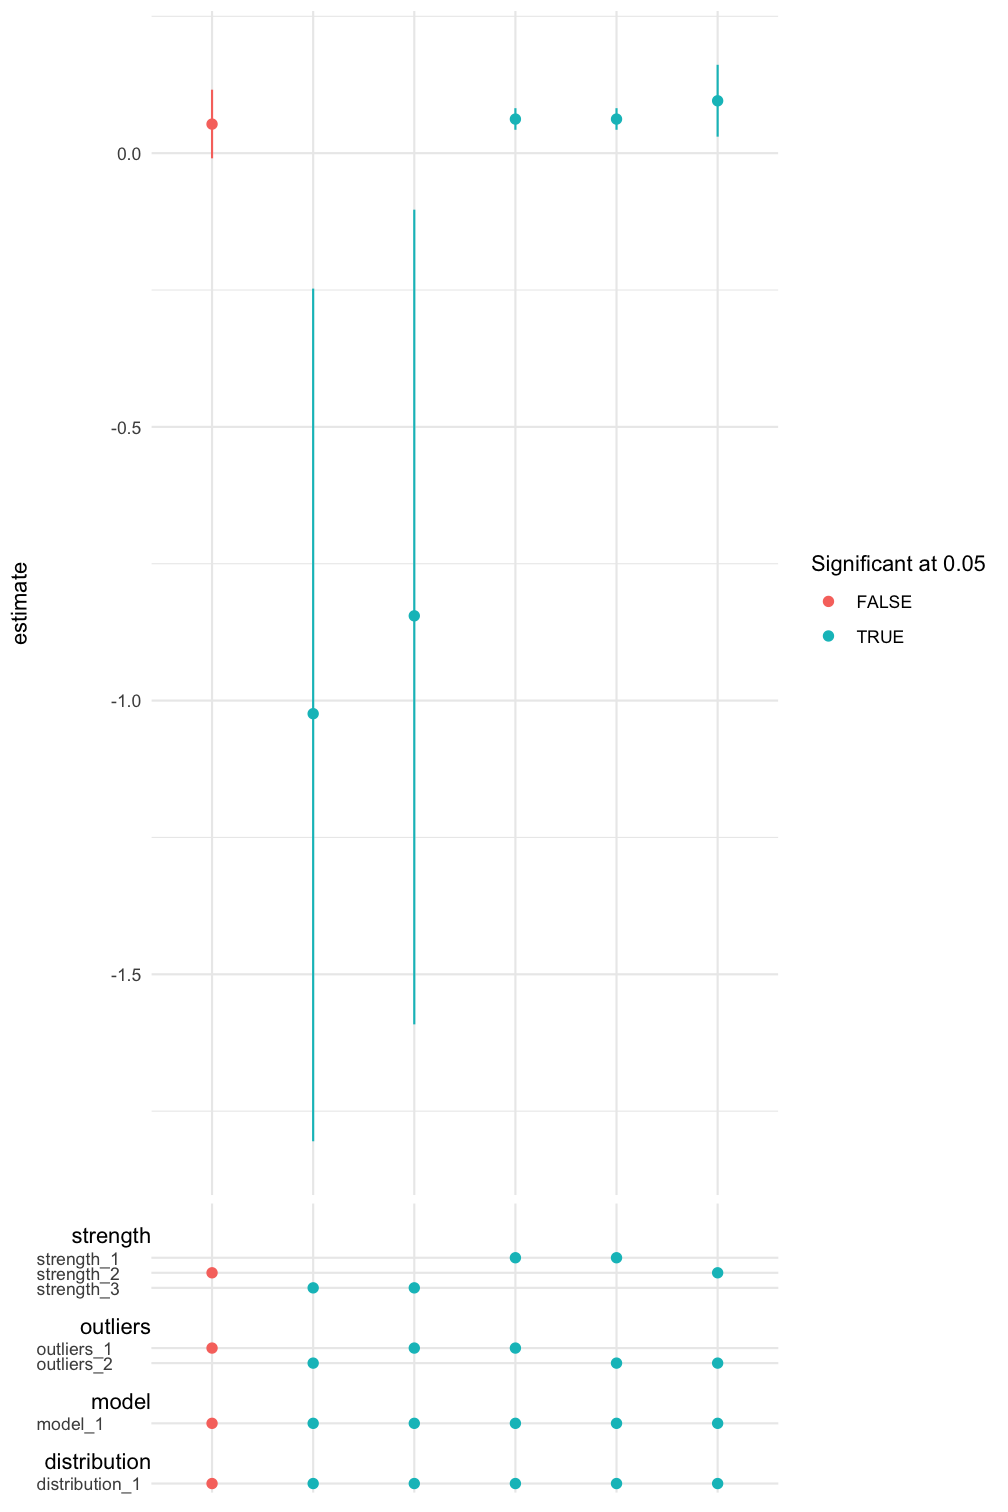 0.0
-0.5
-1.0
-1.5
estimate
Significant at 0.05
FALSE
TRUE
strength
strength_1
strength_2
strength_3
outliers
outliers_1
outliers_2
model
model_1
distribution
distribution_1